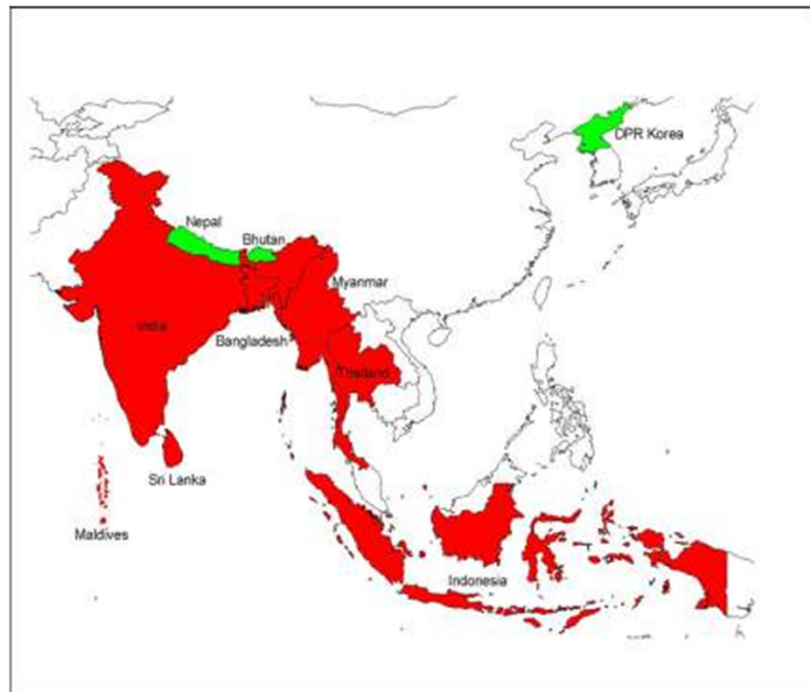 DPR Korea
Nepal
Bhutan
Myanmar
India
Bangladesh
Thailand
Sri Lanka
Maldives
Indonesia